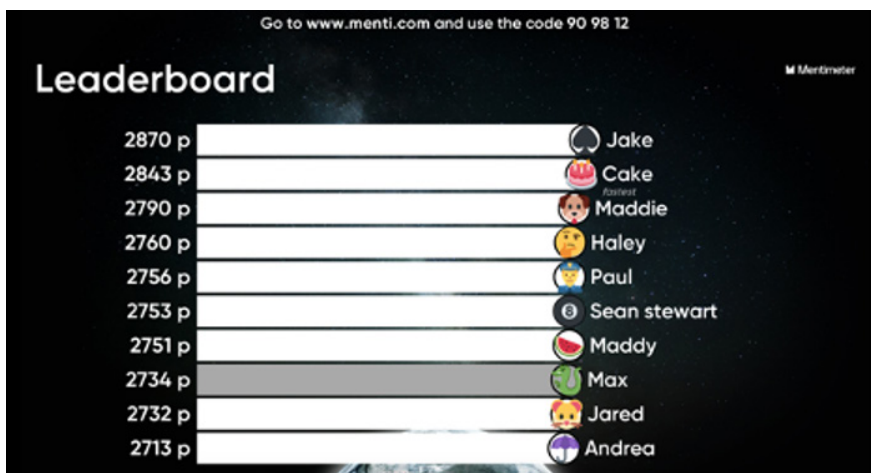 Go to www.menti.com and use the code 90 98 12
Leaderboard
Mentimeter
2870 p Jake
2843 p Cake
fastest
2790 p Maddie
2760 p Haley
2756 p Paul
2753 p 8 Sean stewart
2751 p Maddy
2734 p Max
2732 p Jared
2713 p Andrea